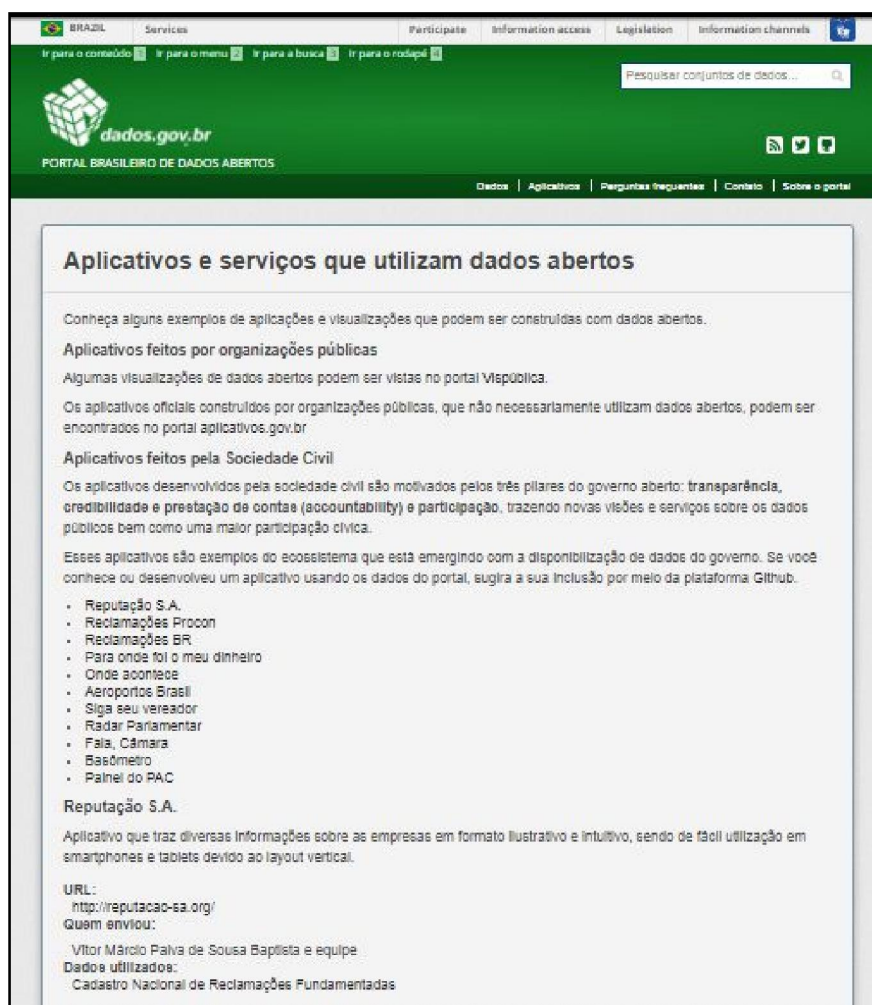 BRAZIL Services Participate Information access Legislation Information channels
Ir para o conteúdo 1 Ir para o menu 2 Ir para a busca 3 Ir para o rodapé 4
Pesquisar conjuntos de dados...
dados.gov.br
PORTAL BRASILEIRO DE DADOS ABERTOS
Dados | Aplicativos | Perguntas frequentes | Contato | Sobre o portal
Aplicativos e serviços que utilizam dados abertos
Conheça alguns exemplos de aplicações e visualizações que podem ser construídas com dados abertos.
Aplicativos feitos por organizações públicas
Algumas visualizações de dados abertos podem ser vistas no portal Vispública.
Os aplicativos oficiais construídos por organizações públicas, que não necessariamente utilizam dados abertos, podem ser
encontrados no portal aplicativos.gov.br
Aplicativos feitos pela Sociedade Civil
Os aplicativos desenvolvidos pela sociedade civil são motivados pelos três pilares do governo aberto: transparência,
credibilidade e prestação de contas (accountability) e participação, trazendo novas visões e serviços sobre os dados
públicos bem como uma maior participação cívica.
Esses aplicativos são exemplos do ecossistema que está emergindo com a disponibilização de dados do governo. Se você
conhece ou desenvolveu um aplicativo usando os dados do portal, sugira a sua inclusão por meio da plataforma Github.
• Reputação S.A.
• Reclamações Procon
• Reclamações BR
• Para onde foi o meu dinheiro
• Onde acontece
• Aeroportos Brasil
• Siga seu vereador
• Radar Parlamentar
• Fala, Câmara
• Basômetro
• Painel do PAC
Reputação S.A.
Aplicativo que traz diversas informações sobre as empresas em formato ilustrativo e intuitivo, sendo de fácil utilização em
smartphones e tablets devido ao layout vertical.
URL:
http://reputacao-sa.org/
Quem enviou:
Vitor Márcio Paiva de Sousa Baptista e equipe
Dados utilizados:
Cadastro Nacional de Reclamações Fundamentadas